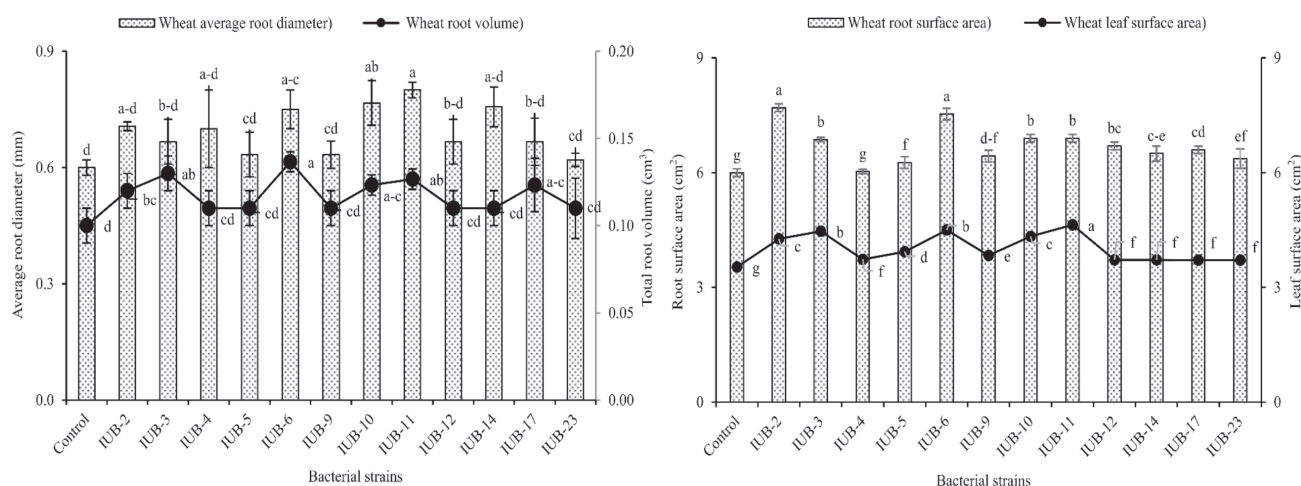 Wheat average root diameter) Wheat root volume)
Average root diameter (mm)
0.9
0.6
0.3
0.0
d
a-d
b-d
a-d
cd
a-c
cd
ab
a
b-d
a-d
b-d
cd
d
bc
ab
cd
cd
a
cd
a-c
ab
cd
cd
a-c
cd
0.20
0.15
0.10
0.05
0.00
Total root volume (cm³)
Control
IUB-2
IUB-3
IUB-4
IUB-5
IUB-6
IUB-9
IUB-10
IUB-11
IUB-12
IUB-14
IUB-17
IUB-23
Bacterial strains
Wheat root surface area) Wheat leaf surface area)
Root surface area (cm²)
9
6
3
0
g
a
b
g
f
a
d-f
b
b
bc
c-e
cd
ef
g
c
b
f
d
b
e
c
a
f
f
f
f
9
6
3
0
Leaf surface area (cm²)
Control
IUB-2
IUB-3
IUB-4
IUB-5
IUB-6
IUB-9
IUB-10
IUB-11
IUB-12
IUB-14
IUB-17
IUB-23
Bacterial strains